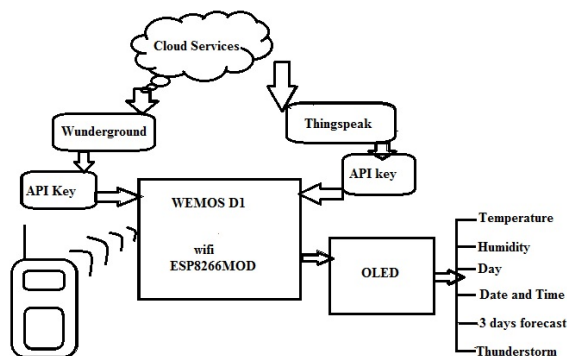 Cloud Services
Wunderground
Thingspeak
API Key
API key
WEMOS D1
wifi
ESP8266MOD
OLED
Temperature
Humidity
Day
Date and Time
3 days forecast
Thunderstorm